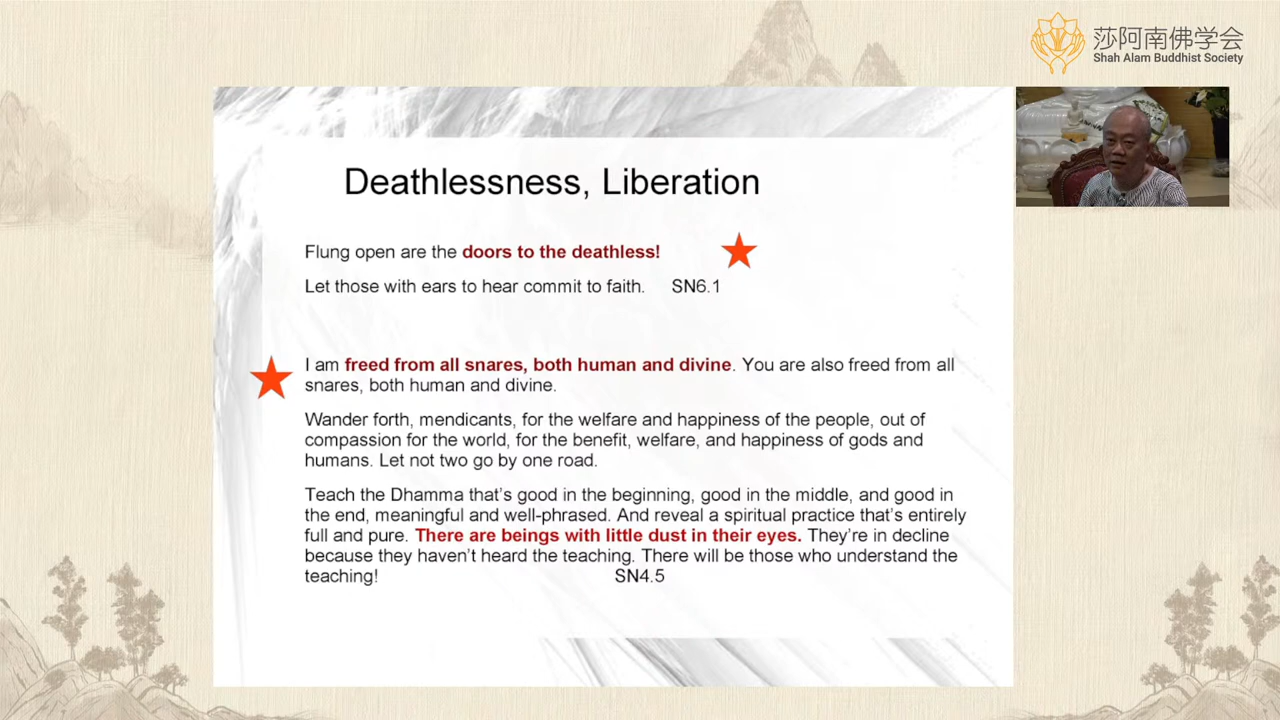 莎阿南佛学会
Shah Alam Buddhist Society
Deathlessness, Liberation
Flung open are the doors to the deathless!
Let those with ears to hear commit to faith. SN6.1
I am freed from all snares, both human and divine. You are also freed from all
snares, both human and divine.
Wander forth, mendicants, for the welfare and happiness of the people, out of
compassion for the world, for the benefit, welfare, and happiness of gods and
humans. Let not two go by one road.
Teach the Dhamma that's good in the beginning, good in the middle, and good in
the end, meaningful and well-phrased. And reveal a spiritual practice that's entirely
full and pure. There are beings with little dust in their eyes. They're in decline
because they haven't heard the teaching. There will be those who understand the
teaching! SN4.5